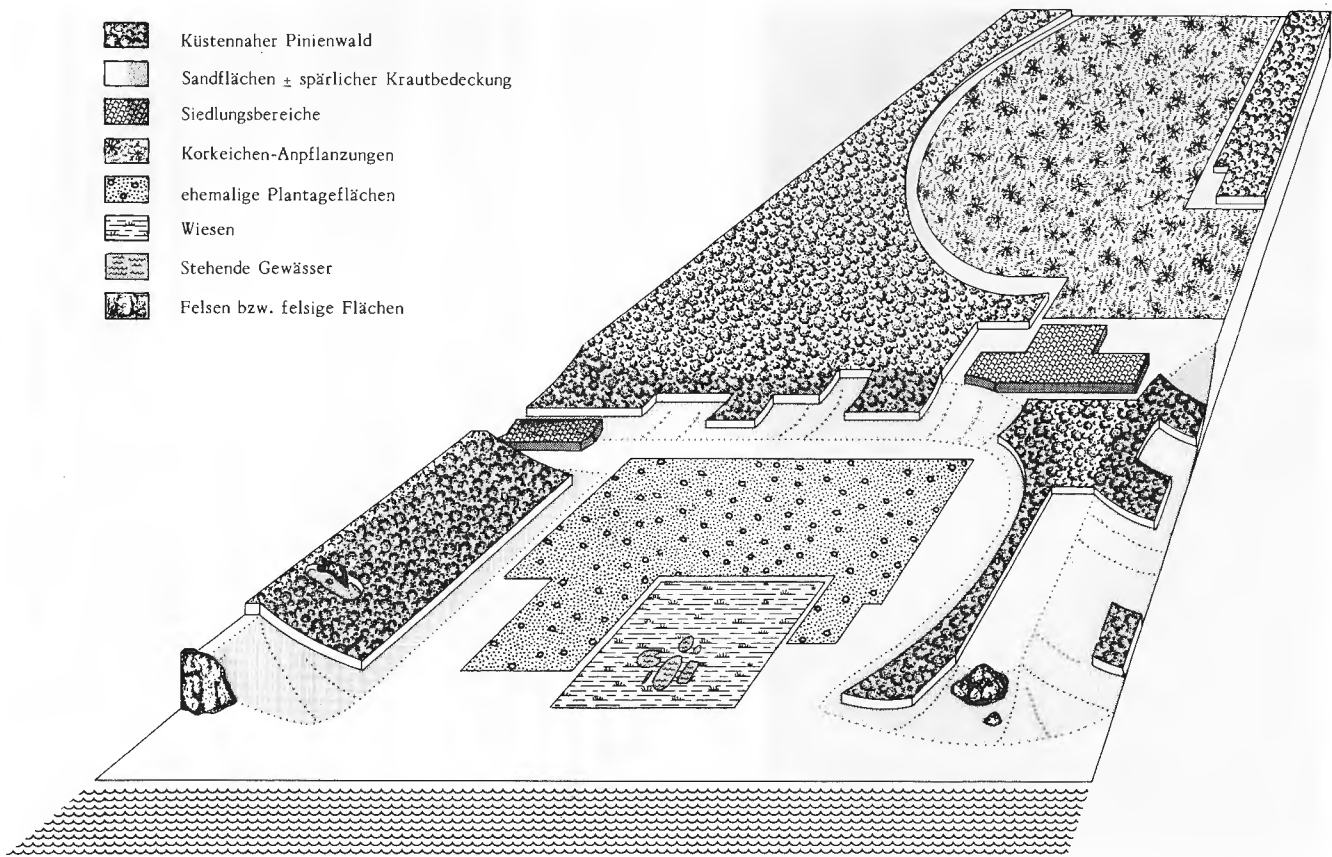 Küstennaher Pinienwald
Sandflächen ± spärlicher Krautbedeckung
Siedlungsbereiche
Korkeichen-Anpflanzungen
ehemalige Plantageflächen
Wiesen
Stehende Gewässer
Felsen bzw. felsige Flächen